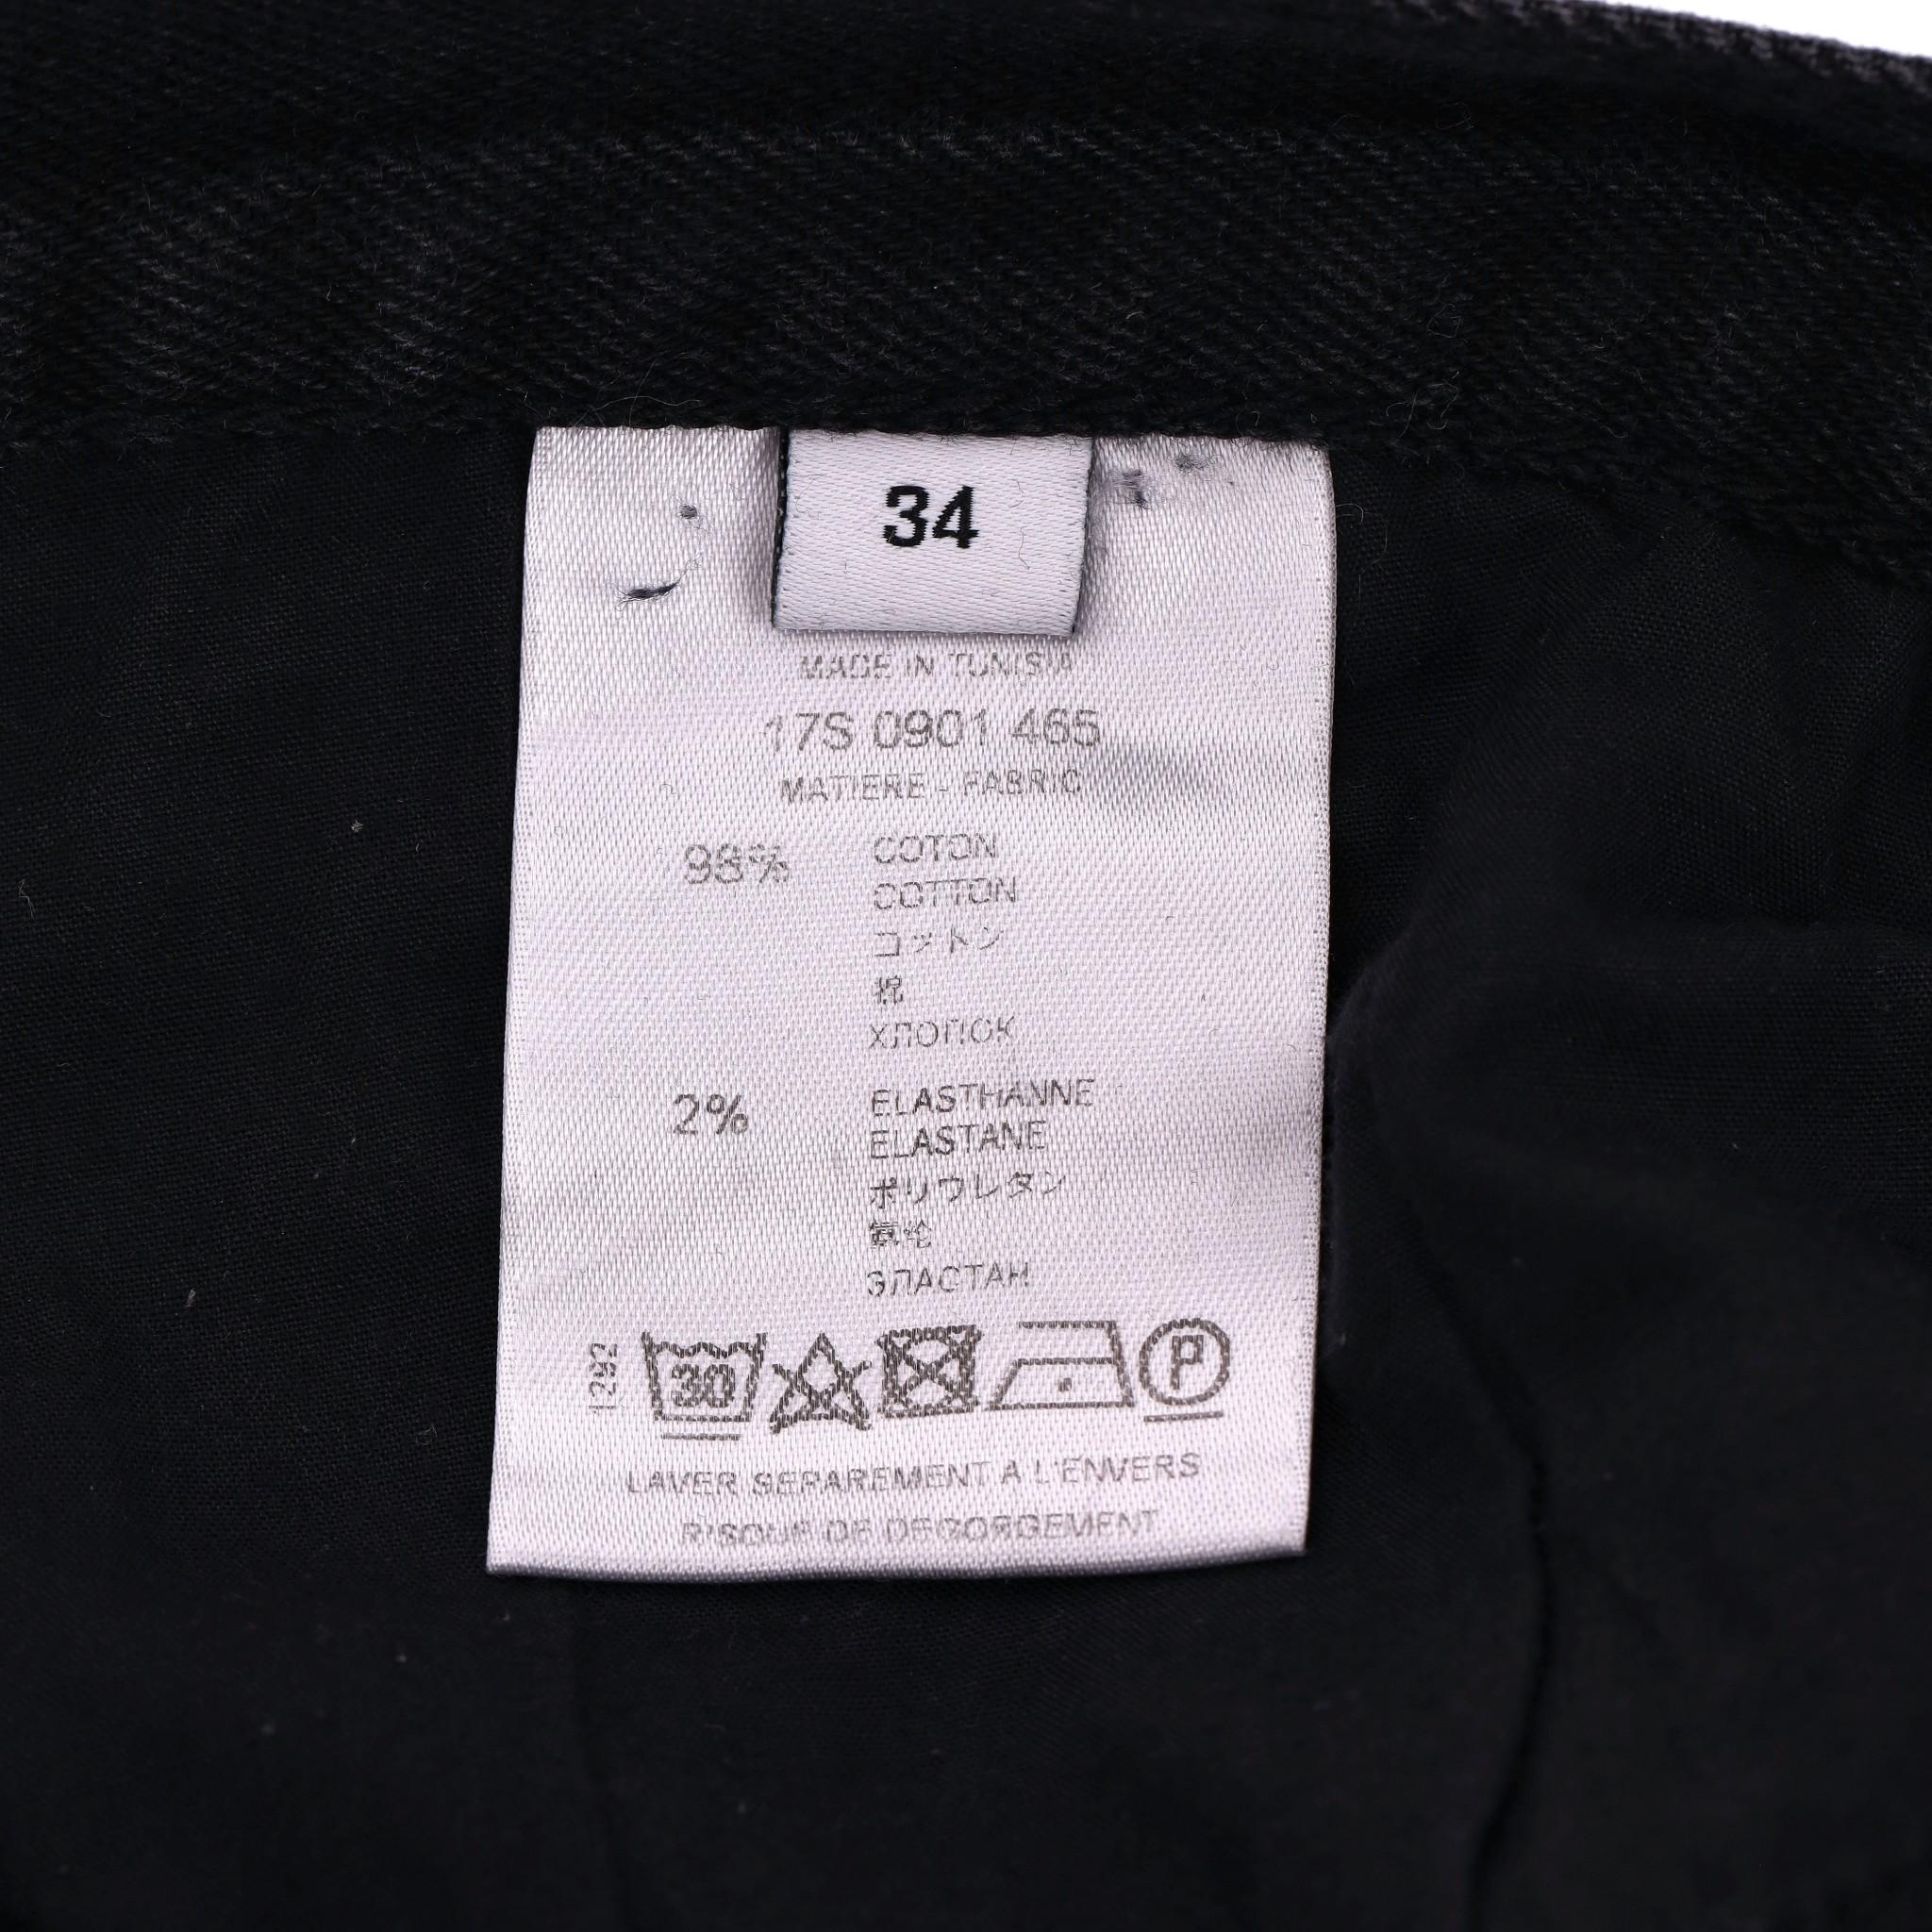 34
MADE IN TUNISIA
17S 0901 465
MATIERE - FABRIC
98% COTON
COTTON
コットン
棉
ХЛОПОК
2% ELASTHANNE
ELASTANE
ポリウレタン
氨纶
ЭЛАСТАН
1292
30
P
LAVER SEPAREMENT A L'ENVERS
RISQUE DE DEGORGEMENT